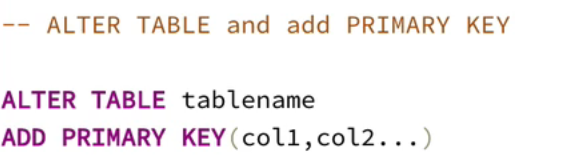 -- ALTER TABLE and add PRIMARY KEY
ALTER TABLE tablename
ADD PRIMARY KEY(col1,col2...)